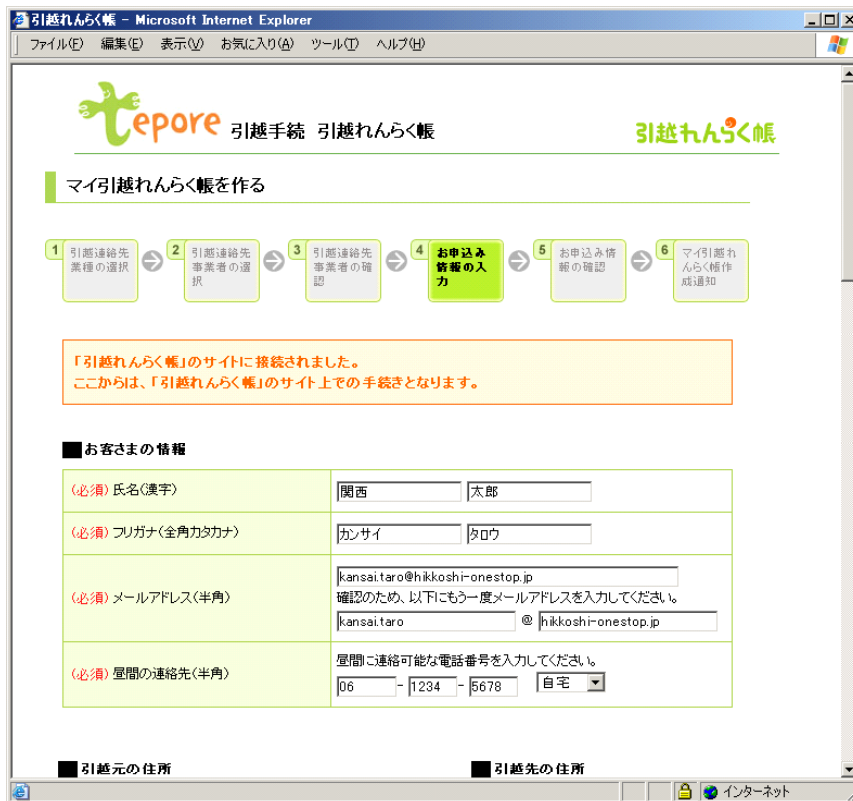 引越れんらく帳 - Microsoft Internet Explorer
ファイル(F) 編集(E) 表示(V) お気に入り(A) ツール(T) ヘルプ(H)
tepore 引越手続 引越れんらく帳 引越れんらく帳
マイ引越れんらく帳を作る
1 引越連絡先業種の選択
2 引越連絡先事業者の選択
3 引越連絡先事業者の確認
4 お申込み情報の入力
5 お申込み情報の確認
6 マイ引越れんらく帳作成通知
「引越れんらく帳」のサイトに接続されました。
ここからは、「引越れんらく帳」のサイト上での手続きとなります。
お客さまの情報
(必須) 氏名(漢字) 関西 太郎
(必須) フリガナ(全角カタカナ) カンサイ タロウ
(必須) メールアドレス(半角) kansai.taro@hikkoshi-onestop.jp
確認のため、以下にもう一度メールアドレスを入力してください。
kansai.taro @ hikkoshi-onestop.jp
(必須) 昼間の連絡先(半角) 昼間に連絡可能な電話番号を入力してください。
06 - 1234 - 5678 自宅
引越元の住所 引越先の住所
インターネット